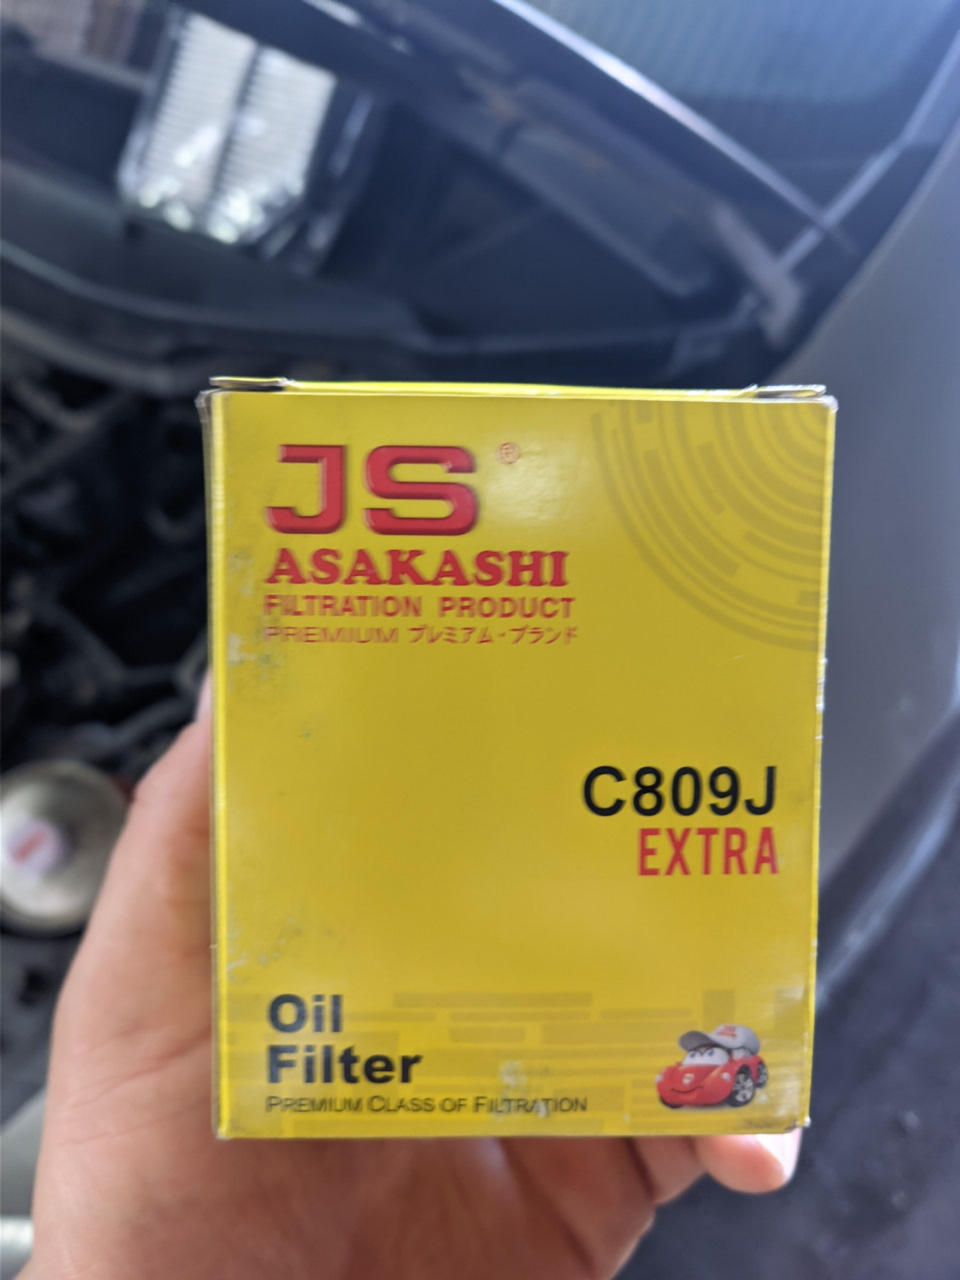 JS®
ASAKASHI
FILTRATION PRODUCT
PREMIUM プレミアム・ブランド
C809J
EXTRA
Oil
Filter
PREMIUM CLASS OF FILTRATION